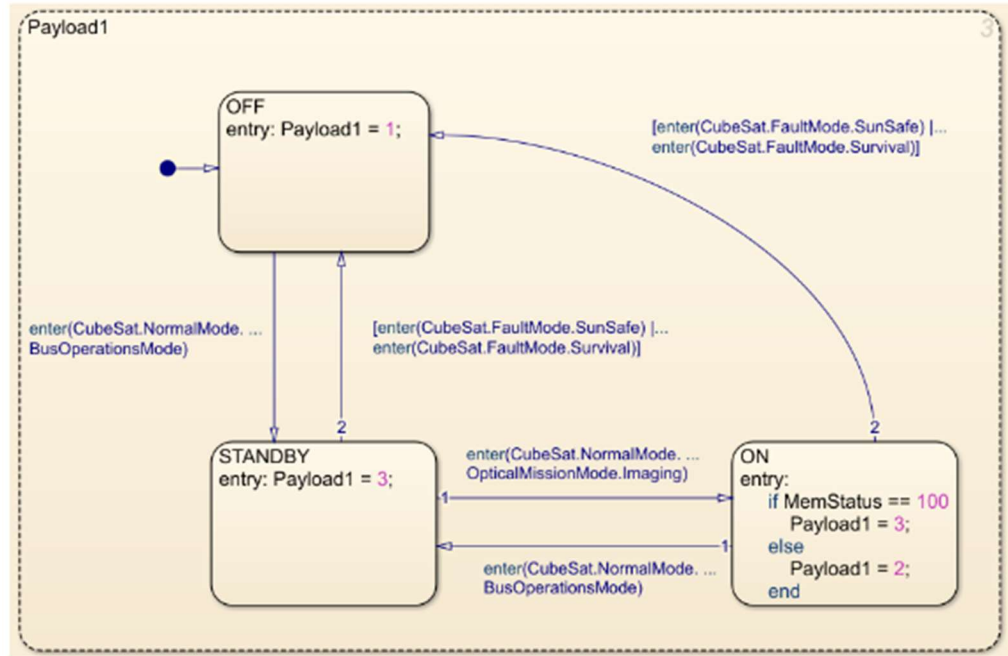 Payload1
3
OFF
entry: Payload1 = 1;
[enter(CubeSat.FaultMode.SunSafe) |...
enter(CubeSat.FaultMode.Survival)]
enter(CubeSat.NormalMode. ...
BusOperationsMode)
[enter(CubeSat.FaultMode.SunSafe) |...
enter(CubeSat.FaultMode.Survival)]
2
2
STANDBY
entry: Payload1 = 3;
enter(CubeSat.NormalMode. ...
OpticalMissionMode.Imaging)
1
1
enter(CubeSat.NormalMode. ...
BusOperationsMode)
ON
entry:
if MemStatus == 100
Payload1 = 3;
else
Payload1 = 2;
end